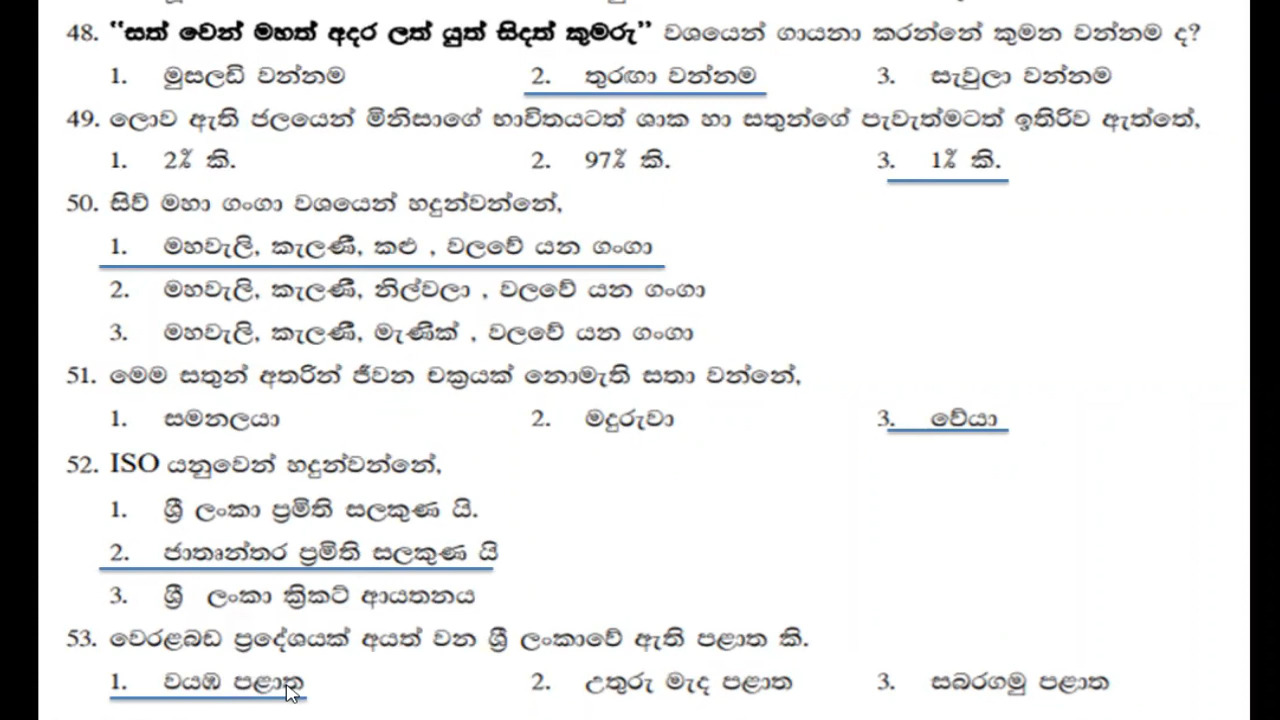 48. “සත් වෙන් මහත් අදර ලත් යුත් සිදත් කුමරු” වශයෙන් ගායනා කරන්නේ කුමන වන්නම ද?
1. මුසලඩි වන්නම 2. තුරඟා වන්නම 3. සැවුලා වන්නම
49. ලොව ඇති ජලයෙන් මිනිසාගේ භාවිතයටත් ශාක හා සතුන්ගේ පැවැත්මටත් ඉතිරිව ඇත්තේ,
1. 2% කි. 2. 97% කි. 3. 1% කි.
50. සිව් මහා ගංගා වශයෙන් හඳුන්වන්නේ,
1. මහවැලි, කැලණී, කළු , වලවේ යන ගංගා
2. මහවැලි, කැලණී, නිල්වලා , වලවේ යන ගංගා
3. මහවැලි, කැලණී, මැණික් , වලවේ යන ගංගා
51. මෙම සතුන් අතරින් ජීවන චක්‍රයක් නොමැති සතා වන්නේ,
1. සමනලයා 2. මදුරුවා 3. වේයා
52. ISO යනුවෙන් හඳුන්වන්නේ,
1. ශ්‍රී ලංකා ප්‍රමිති සලකුණ යි.
2. ජාත්‍යන්තර ප්‍රමිති සලකුණ යි
3. ශ්‍රී ලංකා ක්‍රිකට් ආයතනය
53. වෙරළබඩ ප්‍රදේශයක් අයත් වන ශ්‍රී ලංකාවේ ඇති පළාත කි.
1. වයඹ පළාත 2. උතුරු මැද පළාත 3. සබරගමු පළාත